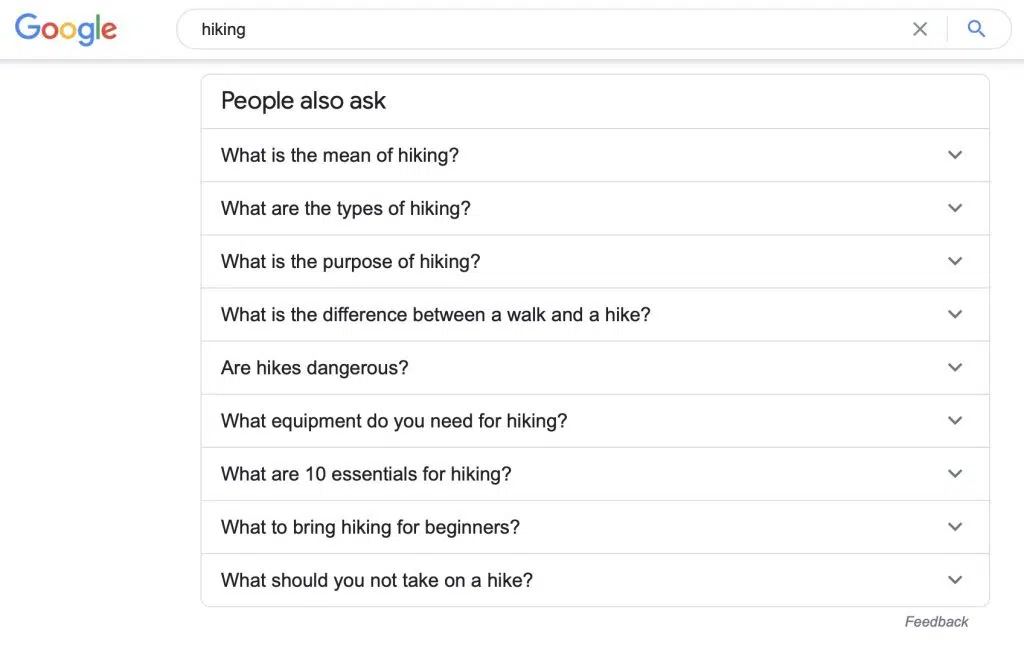 Google
hiking
People also ask
What is the mean of hiking?
What are the types of hiking?
What is the purpose of hiking?
What is the difference between a walk and a hike?
Are hikes dangerous?
What equipment do you need for hiking?
What are 10 essentials for hiking?
What to bring hiking for beginners?
What should you not take on a hike?
Feedback